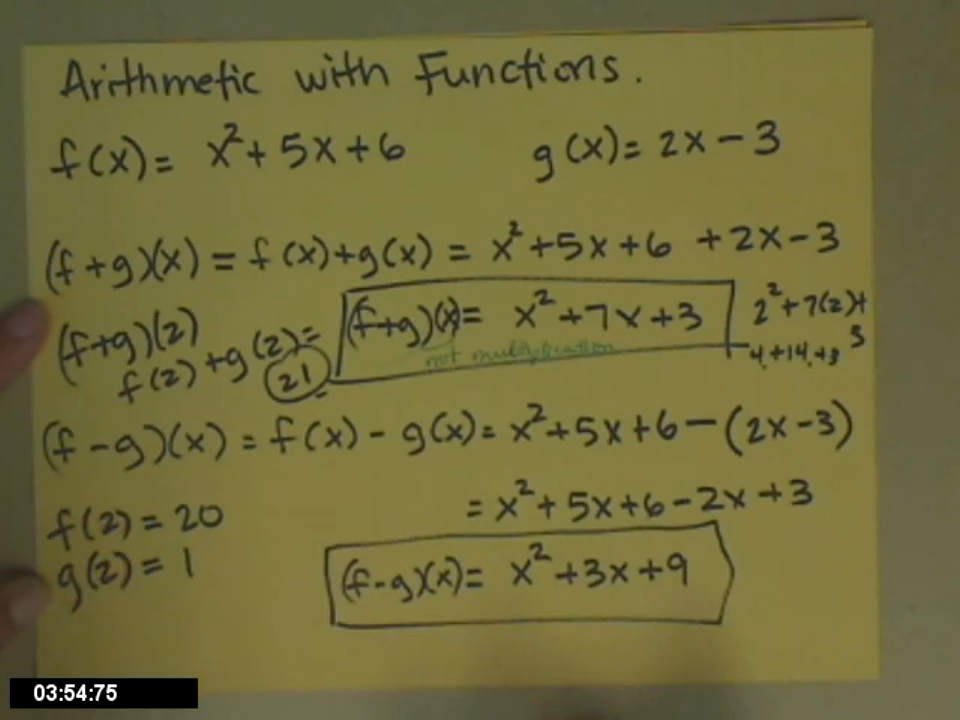 Arithmetic with Functions.
f(x) = x² + 5x + 6
g(x) = 2x - 3
(f+g)(x) = f(x)+g(x) = x² + 5x + 6 + 2x - 3
(f+g)(x) = x² + 7x + 3
not multiplication
(f+g)(2)
f(2) + g(2) =
21
2² + 7(2) +
3
4 + 14 + 3
(f-g)(x) = f(x) - g(x) = x² + 5x + 6 - (2x - 3)
= x² + 5x + 6 - 2x + 3
f(2) = 20
g(2) = 1
(f-g)(x) = x² + 3x + 9
03:54:75